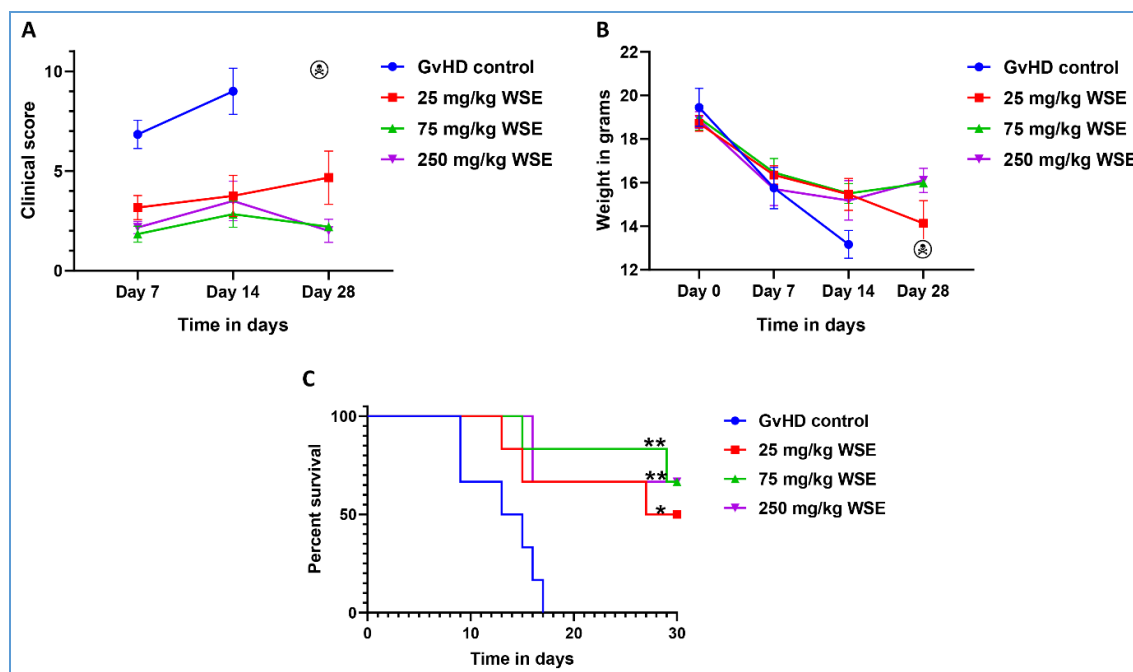 A
Clinical score
10
5
0
Day 7
Day 14
Day 28
Time in days
GvHD control
25 mg/kg WSE
75 mg/kg WSE
250 mg/kg WSE
B
Weight in grams
22
20
18
16
14
12
Day 0
Day 7
Day 14
Day 28
Time in days
GvHD control
25 mg/kg WSE
75 mg/kg WSE
250 mg/kg WSE
C
Percent survival
100
50
0
0
10
20
30
Time in days
**
**
*
GvHD control
25 mg/kg WSE
75 mg/kg WSE
250 mg/kg WSE